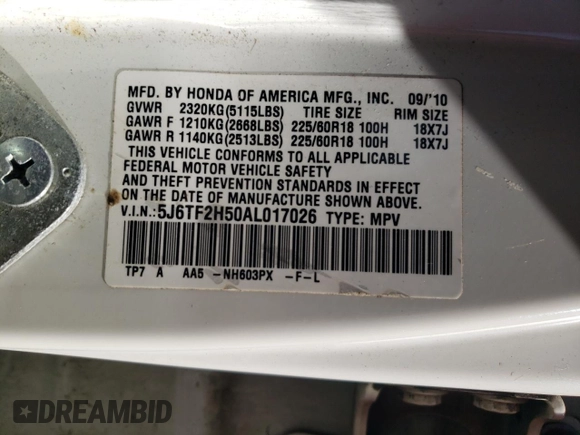 MFD. BY HONDA OF AMERICA MFG., INC. 09/'10
GVWR 2320KG(5115LBS) TIRE SIZE RIM SIZE
GAWR F 1210KG(2668LBS) 225/60R18 100H 18X7J
GAWR R 1140KG(2513LBS) 225/60R18 100H 18X7J
THIS VEHICLE CONFORMS TO ALL APPLICABLE
FEDERAL MOTOR VEHICLE SAFETY
AND THEFT PREVENTION STANDARDS IN EFFECT
ON THE DATE OF MANUFACTURE SHOWN ABOVE.
V.I.N.: 5J6TF2H50AL017026 TYPE: MPV
TP7 A AA5 -NH603PX -F-L
DREAMBID